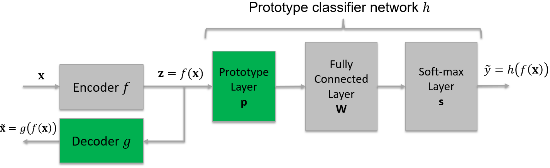 Prototype classifier network h
x
Encoder f
z = f(x)
Prototype
Layer
p
Fully
Connected
Layer
W
Soft-max
Layer
s
ỹ = h(f(x))
x̃ = g(f(x))
Decoder g